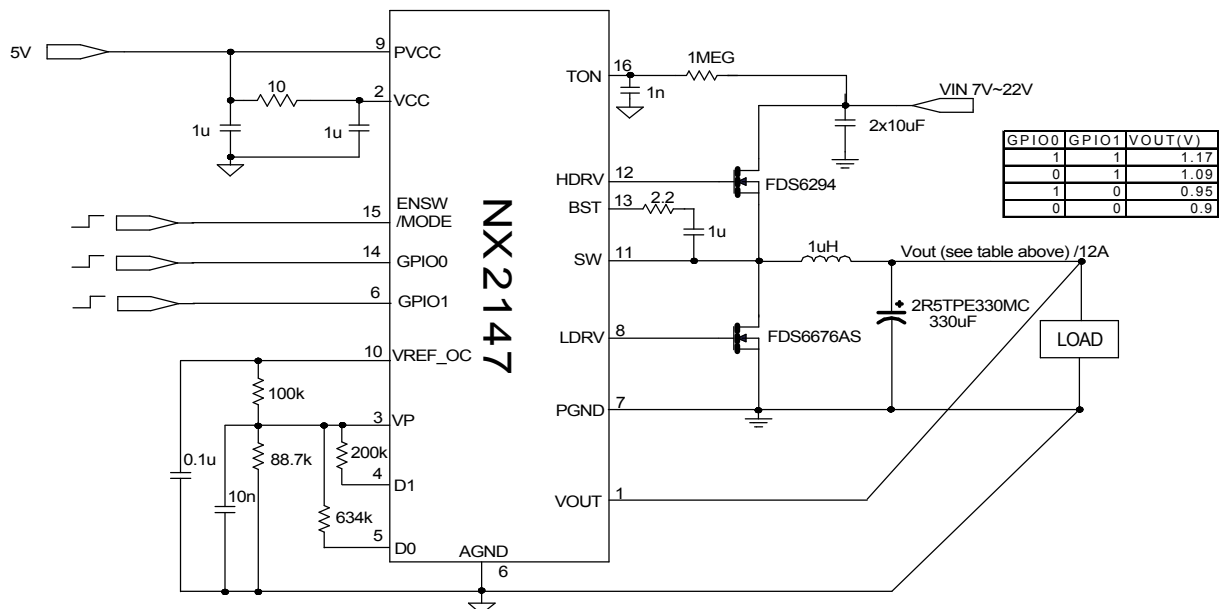 5V
9
PVCC
10
2
VCC
1u
1u
ENSW
/MODE
15
14
GPIO0
6
GPIO1
10
VREF_OC
100k
3
VP
0.1u
88.7k
200k
4
D1
10n
634k
5
D0
AGND
6
NX2147
TON
16
1MEG
1n
VIN 7V~22V
2x10uF
HDRV
12
FDS6294
BST
13
2.2
1u
SW
11
1uH
Vout (see table above) /12A
2R5TPE330MC
330uF
LDRV
8
FDS6676AS
LOAD
PGND
7
VOUT
1
GPIO0 GPIO1 VOUT(V)
1 1 1.17
0 1 1.09
1 0 0.95
0 0 0.9